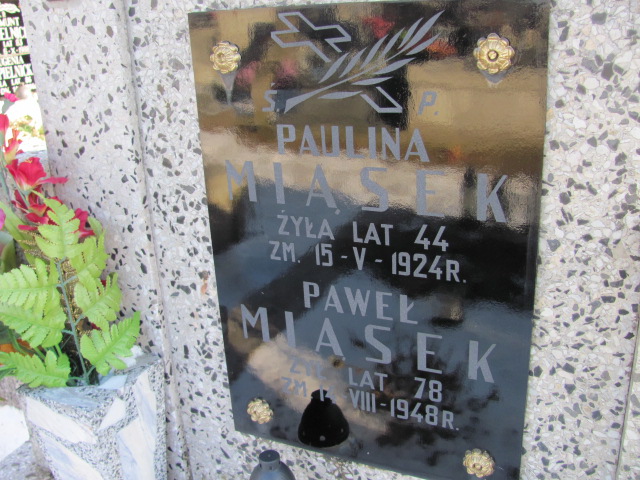 Ś. P.
PAULINA
MIĄSEK
ŻYŁA LAT 44
ZM. 15-V-1924R.
PAWEŁ
MIĄSEK
ŻYŁ LAT 78
ZM. VIII-1948R.